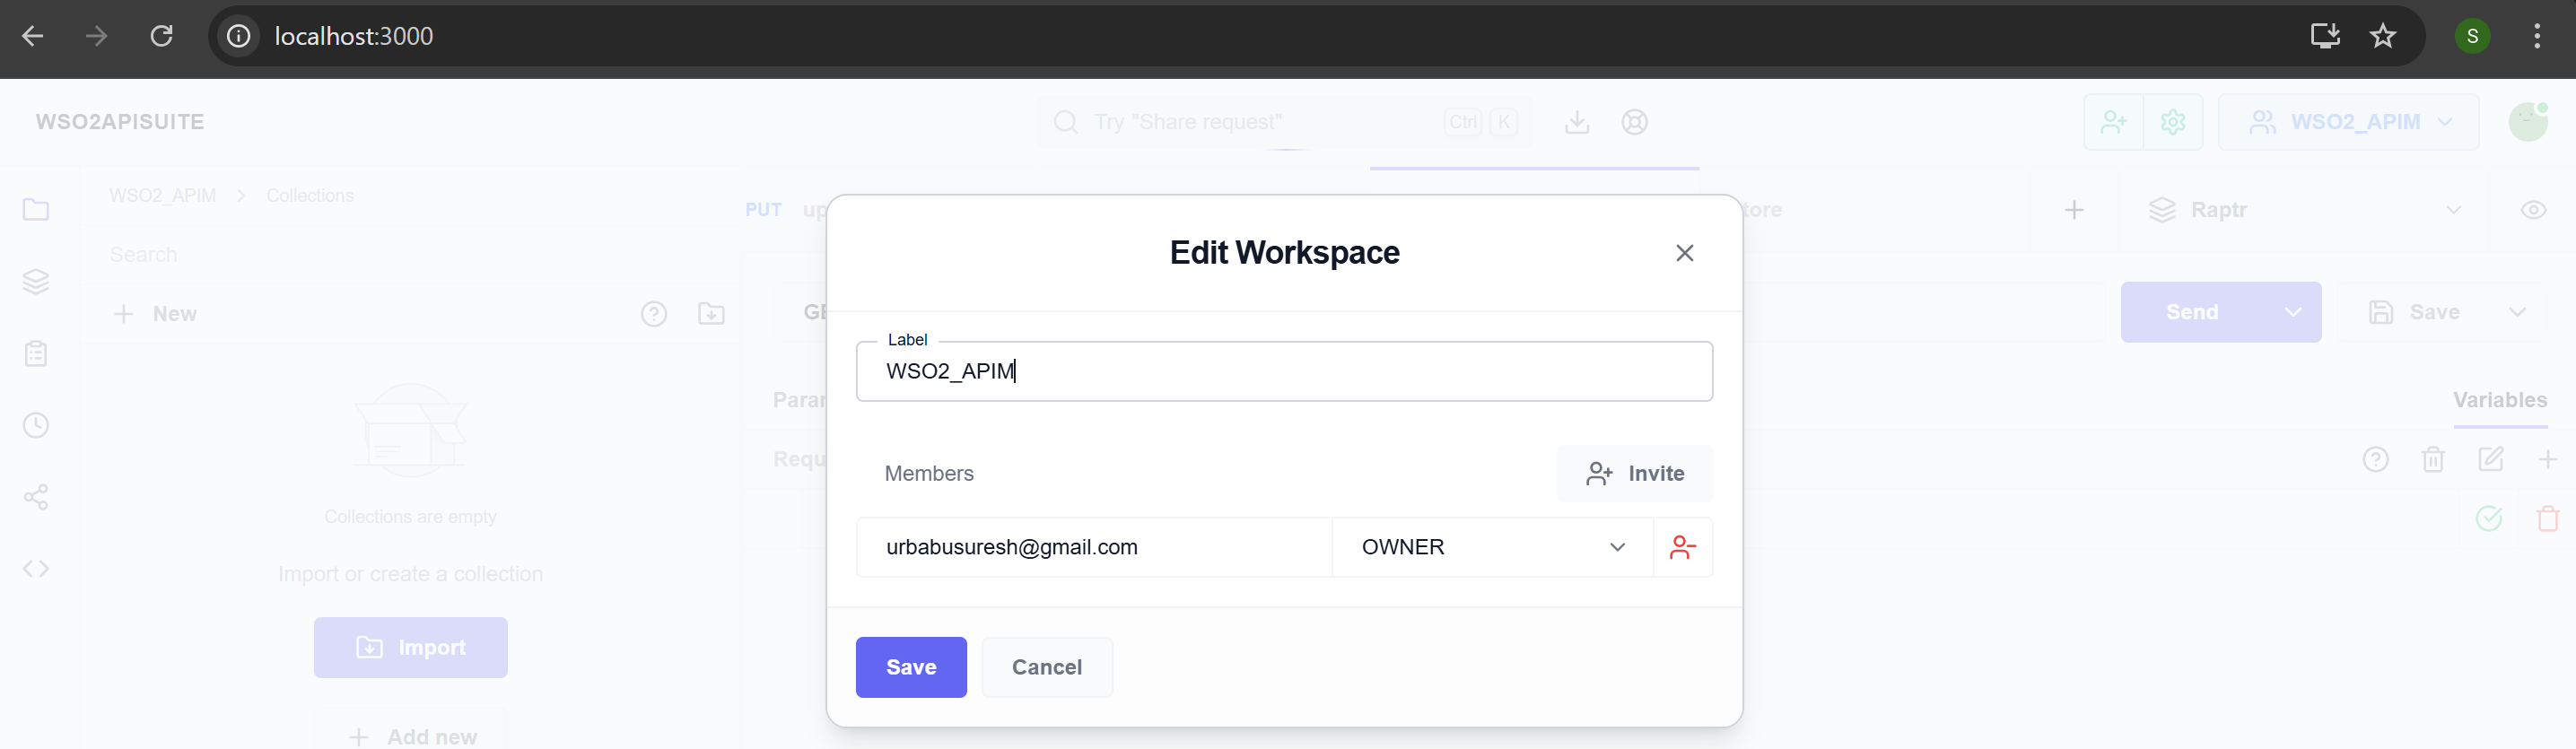 localhost:3000
S
WSO2APISUITE
Try "Share request"
Ctrl K
WSO2_APIM
WSO2_APIM > Collections
PUT up
tore
Raptr
Search
New
Edit Workspace
Send
Save
Label
WSO2_APIM
Param
Variables
Members
Invite
Requ
Collections are empty
urbabusuresh@gmail.com
OWNER
Import or create a collection
Import
Save
Cancel
Add new